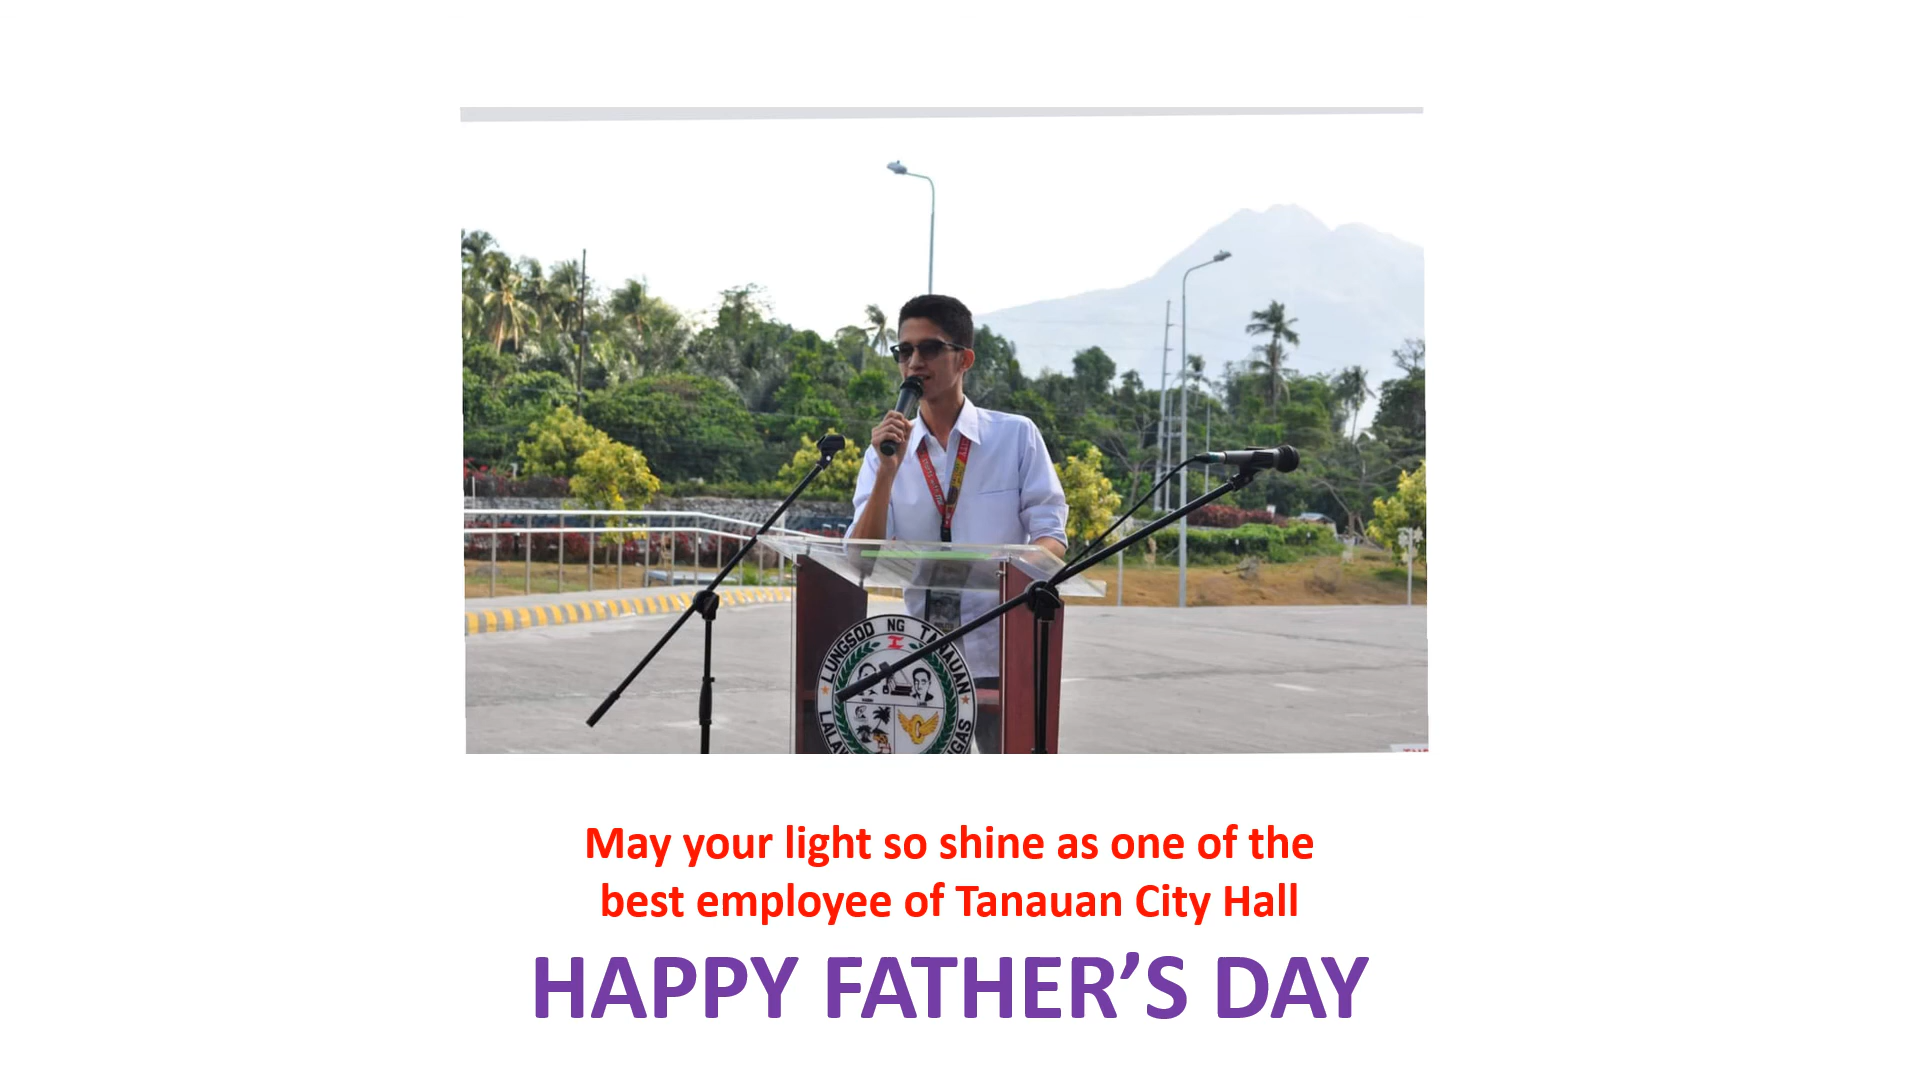 LUNGSOD NG TANAUAN
May your light so shine as one of the
best employee of Tanauan City Hall
HAPPY FATHER’S DAY